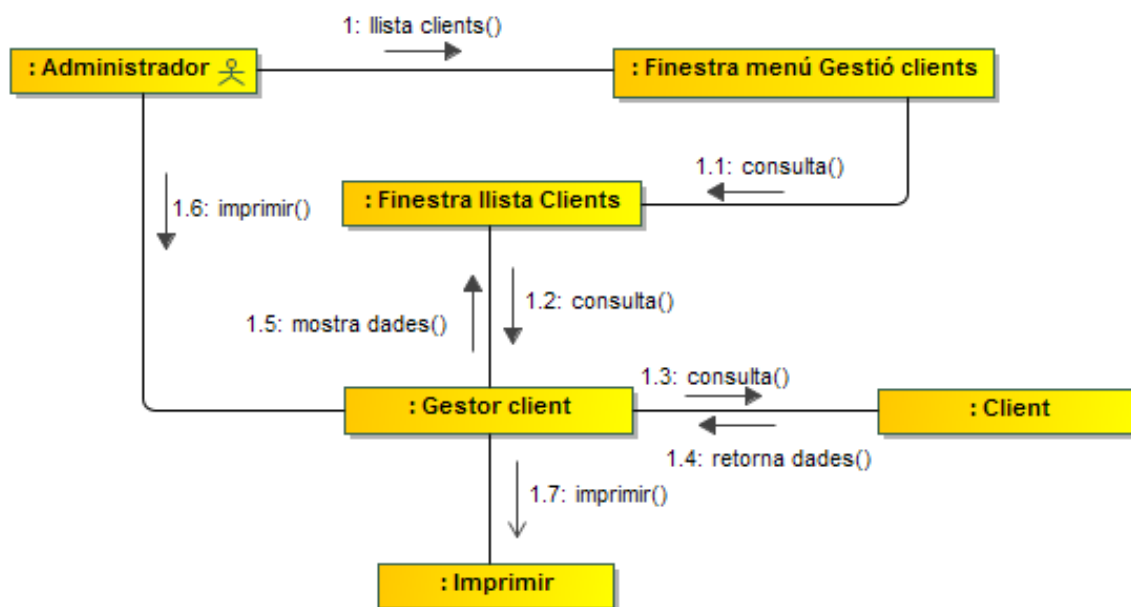 1: llista clients()
: Administrador
: Finestra menú Gestió clients
1.1: consulta()
: Finestra llista Clients
1.6: imprimir()
1.2: consulta()
1.5: mostra dades()
1.3: consulta()
: Gestor client
: Client
1.4: retorna dades()
1.7: imprimir()
: Imprimir